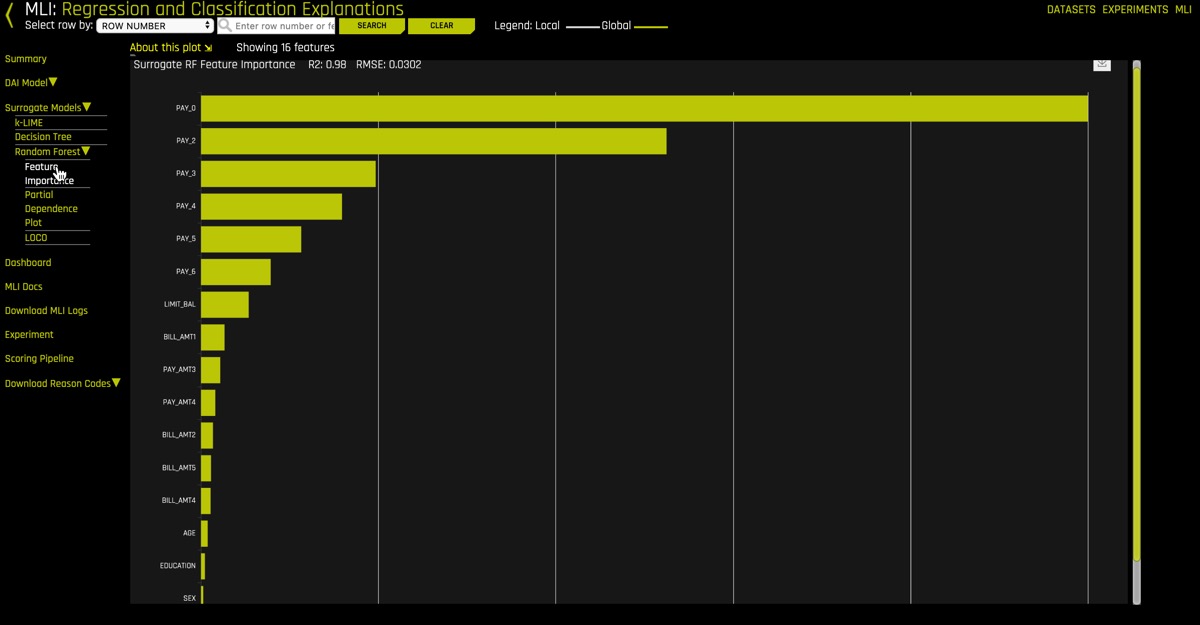 MLI: Regression and Classification Explanations
DATASETS EXPERIMENTS MLI
Select row by: ROW NUMBER Enter row number or fe SEARCH CLEAR Legend: Local Global
About this plot Showing 16 features
Surrogate RF Feature Importance R2: 0.98 RMSE: 0.0302
Summary
DAI Model
Surrogate Models
k-LIME
Decision Tree
Random Forest
Feature
Importance
Partial
Dependence
Plot
LOCO
Dashboard
MLI Docs
Download MLI Logs
Experiment
Scoring Pipeline
Download Reason Codes
PAY_0
PAY_2
PAY_3
PAY_4
PAY_5
PAY_6
LIMIT_BAL
BILL_AMT1
PAY_AMT3
PAY_AMT4
BILL_AMT2
BILL_AMT5
BILL_AMT4
AGE
EDUCATION
SEX